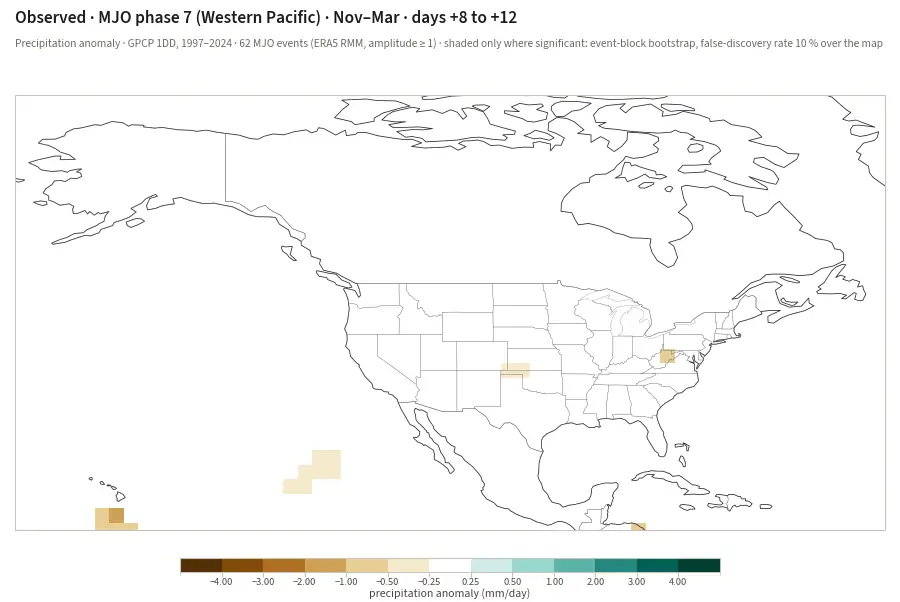 Observed · MJO phase 7 (Western Pacific) · Nov–Mar · days +8 to +12
Precipitation anomaly · GPCP 1DD, 1997–2024 · 62 MJO events (ERA5 RMM, amplitude ≥ 1) · shaded only where significant: event-block bootstrap, false-discovery rate 10 % over the map
−4.00 −3.00 −2.00 −1.00 −0.50 −0.25 0.25 0.50 1.00 2.00 3.00 4.00
precipitation anomaly (mm/day)